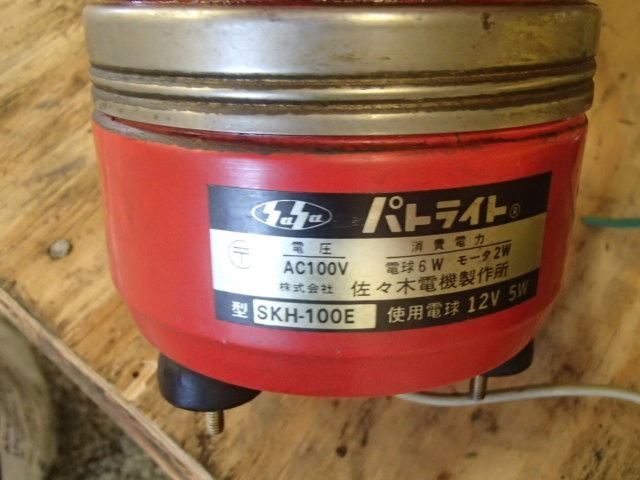 SaSa パトライト®
〒 電圧 消費電力
AC100V 電球6W モータ2W
株式会社 佐々木電機製作所
型 SKH-100E 使用電球 12V 5W